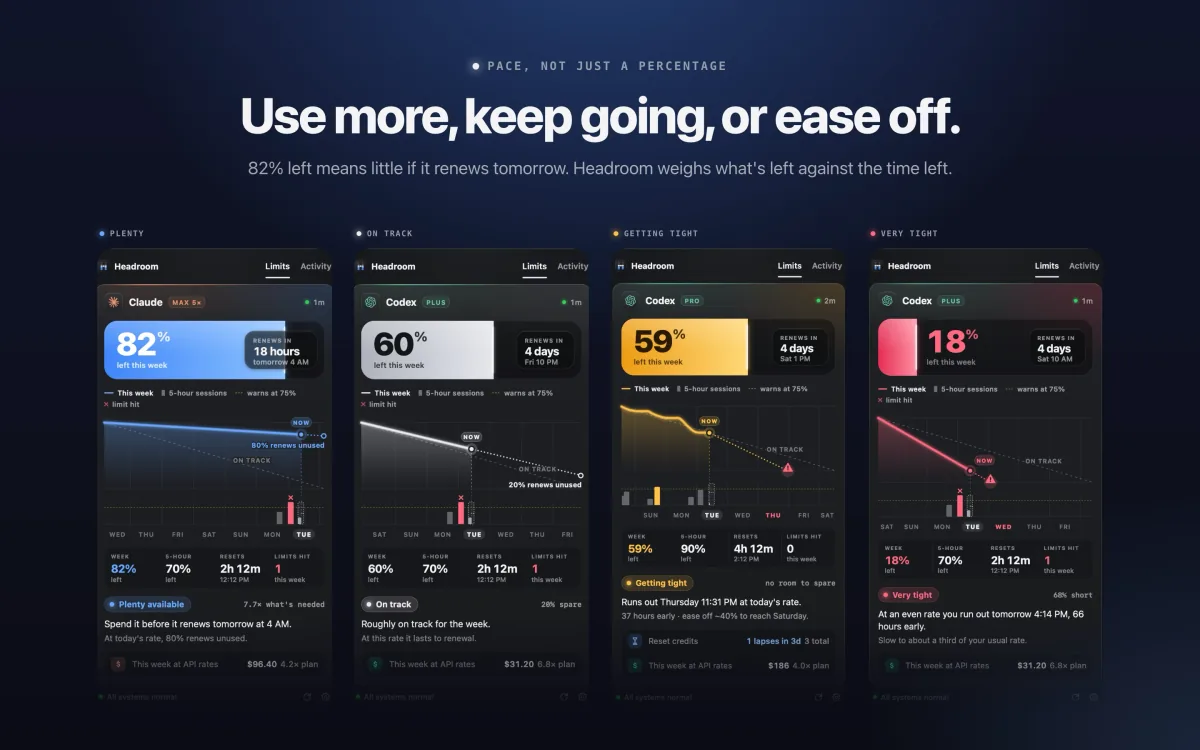 PACE, NOT JUST A PERCENTAGE
Use more, keep going, or ease off.
82% left means little if it renews tomorrow. Headroom weighs what's left against the time left.
PLENTY
Headroom
Limits Activity
Claude MAX 5×
1m
82%
left this week
RENEWS IN
18 hours
tomorrow 4 AM
This week 5-hour sessions warns at 75%
× limit hit
NOW
80% renews unused
ON TRACK
×
WED THU FRI SAT SUN MON TUE
WEEK 5-HOUR RESETS LIMITS HIT
82% 70% 2h 12m 1
left left 12:12 PM this week
Plenty available 7.7× what's needed
Spend it before it renews tomorrow at 4 AM.
At today's rate, 80% renews unused.
$ This week at API rates $96.40 4.2× plan
All systems normal
ON TRACK
Headroom
Limits Activity
Codex PLUS
1m
60%
left this week
RENEWS IN
4 days
Fri 10 PM
This week 5-hour sessions warns at 75%
× limit hit
NOW
ON TRACK
20% renews unused
×
SAT SUN MON TUE WED THU FRI
WEEK 5-HOUR RESETS LIMITS HIT
60% 70% 2h 12m 1
left left 12:12 PM this week
On track 20% spare
Roughly on track for the week.
At this rate it lasts to renewal.
$ This week at API rates $31.20 6.8× plan
All systems normal
GETTING TIGHT
Headroom
Limits Activity
Codex PRO
2m
59%
left this week
RENEWS IN
4 days
Sat 1 PM
This week 5-hour sessions warns at 75%
NOW
ON TRACK
SUN MON TUE WED THU FRI SAT
WEEK 5-HOUR RESETS LIMITS HIT
59% 90% 4h 12m 0
left left 2:12 PM this week
Getting tight no room to spare
Runs out Thursday 11:31 PM at today's rate.
37 hours early · ease off ~40% to reach Saturday.
Reset credits 1 lapses in 3d 3 total
$ This week at API rates $186 4.0× plan
All systems normal
VERY TIGHT
Headroom
Limits Activity
Codex PLUS
1m
18%
left this week
RENEWS IN
4 days
Sat 10 AM
This week 5-hour sessions warns at 75%
× limit hit
NOW
ON TRACK
×
SAT SUN MON TUE WED THU FRI
WEEK 5-HOUR RESETS LIMITS HIT
18% 70% 2h 12m 1
left left 12:12 PM this week
Very tight 60% short
At an even rate you run out tomorrow 4:14 PM, 66
hours early.
Slow to about a third of your usual rate.
$ This week at API rates $31.20 6.8× plan
All systems normal